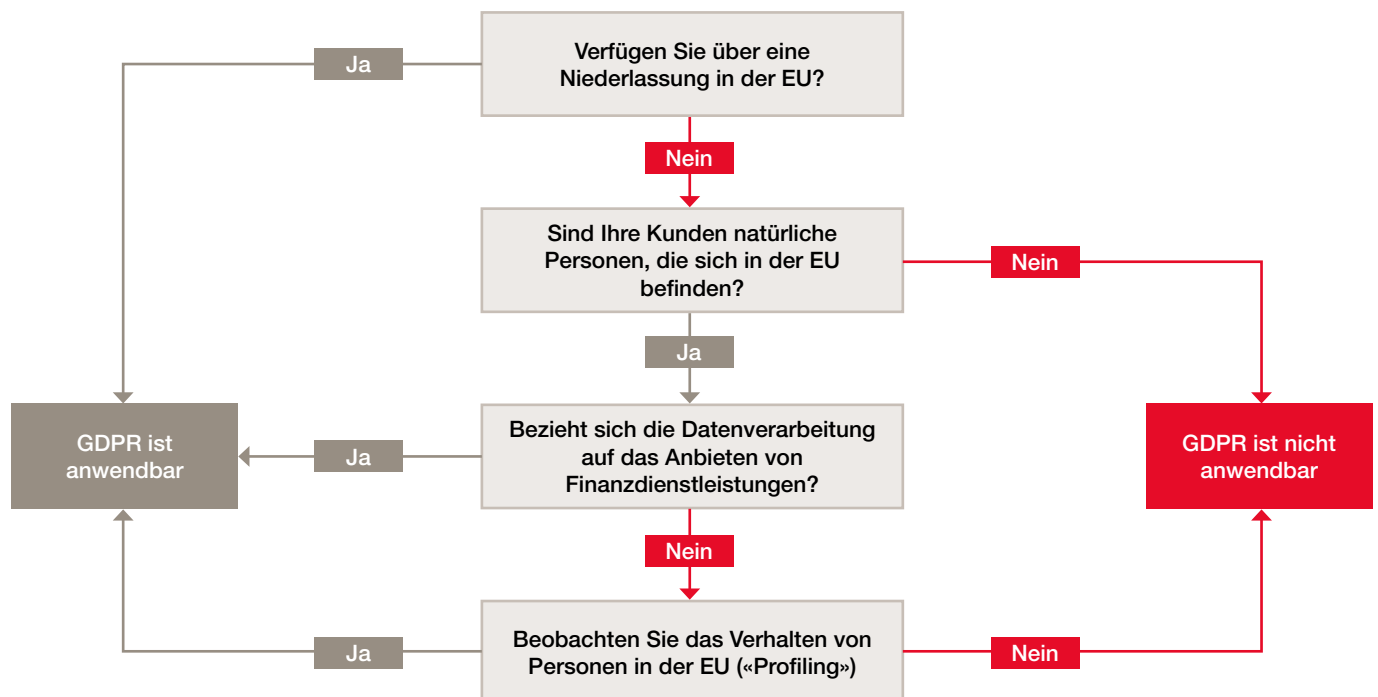 Verfügen Sie über eine
Niederlassung in der EU?
Ja
Nein
Sind Ihre Kunden natürliche
Personen, die sich in der EU
befinden?
Nein
Ja
GDPR ist
anwendbar
Ja
Bezieht sich die Datenverarbeitung
auf das Anbieten von
Finanzdienstleistungen?
GDPR ist nicht
anwendbar
Nein
Ja
Beobachten Sie das Verhalten von
Personen in der EU («Profiling»)
Nein